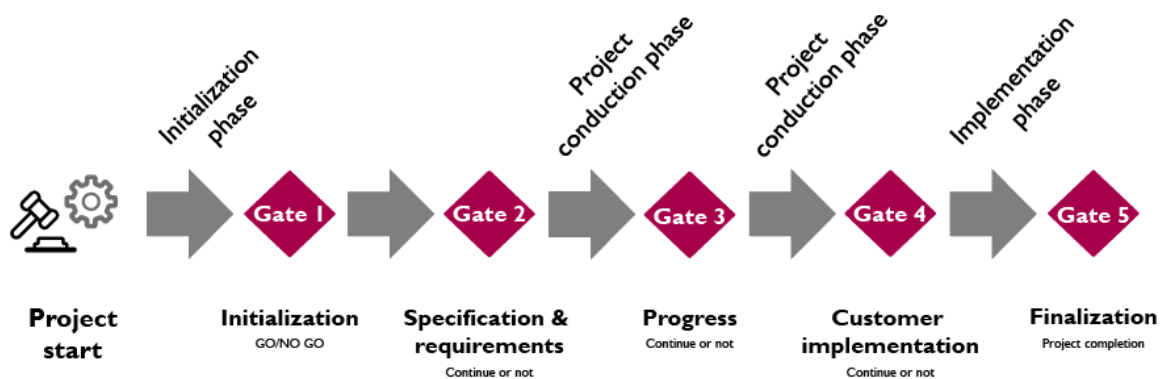 Initialization
phase
Project
conduction phase
Project
conduction phase
Implementation
phase
Gate 1
Gate 2
Gate 3
Gate 4
Gate 5
Project
start
Initialization
GO/NO GO
Specification &
requirements
Continue or not
Progress
Continue or not
Customer
implementation
Continue or not
Finalization
Project completion